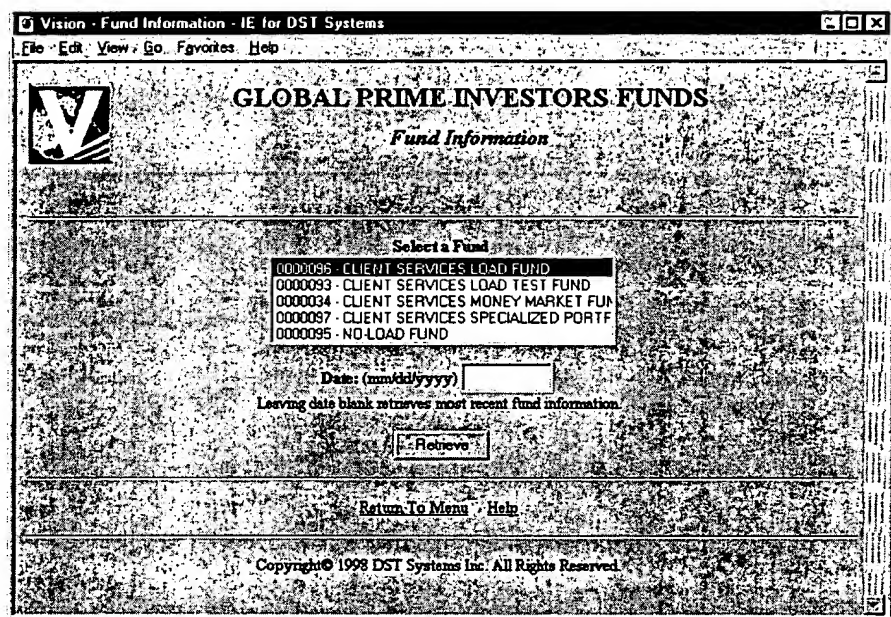 Vision - Fund Information - IE for DST Systems
File Edit View Go Favorites Help
GLOBAL PRIME INVESTORS FUNDS
Fund Information
Select a Fund
0000096 - CLIENT SERVICES LOAD FUND
0000093 - CLIENT SERVICES LOAD TEST FUND
0000034 - CLIENT SERVICES MONEY MARKET FUN
0000097 - CLIENT SERVICES SPECIALIZED PORTF
0000095 - NO-LOAD FUND
Date: (mm/dd/yyyy)
Leaving date blank retrieves most recent fund information.
Retrieve
Return To Menu Help
Copyright© 1998 DST Systems Inc. All Rights Reserved.